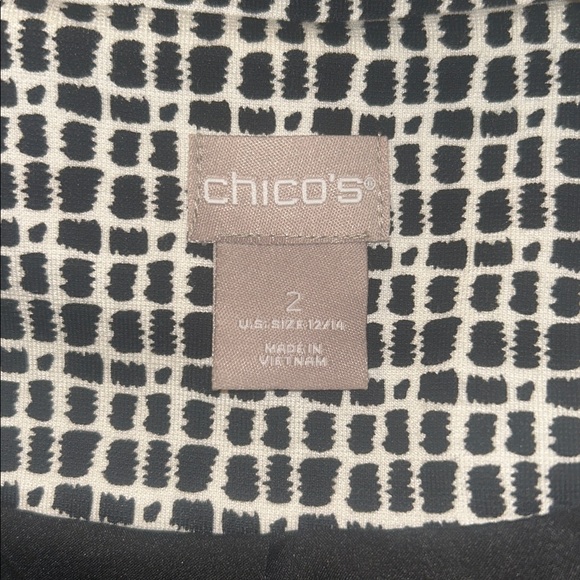 chico's®
2
U.S. SIZE 12/14
MADE IN
VIETNAM